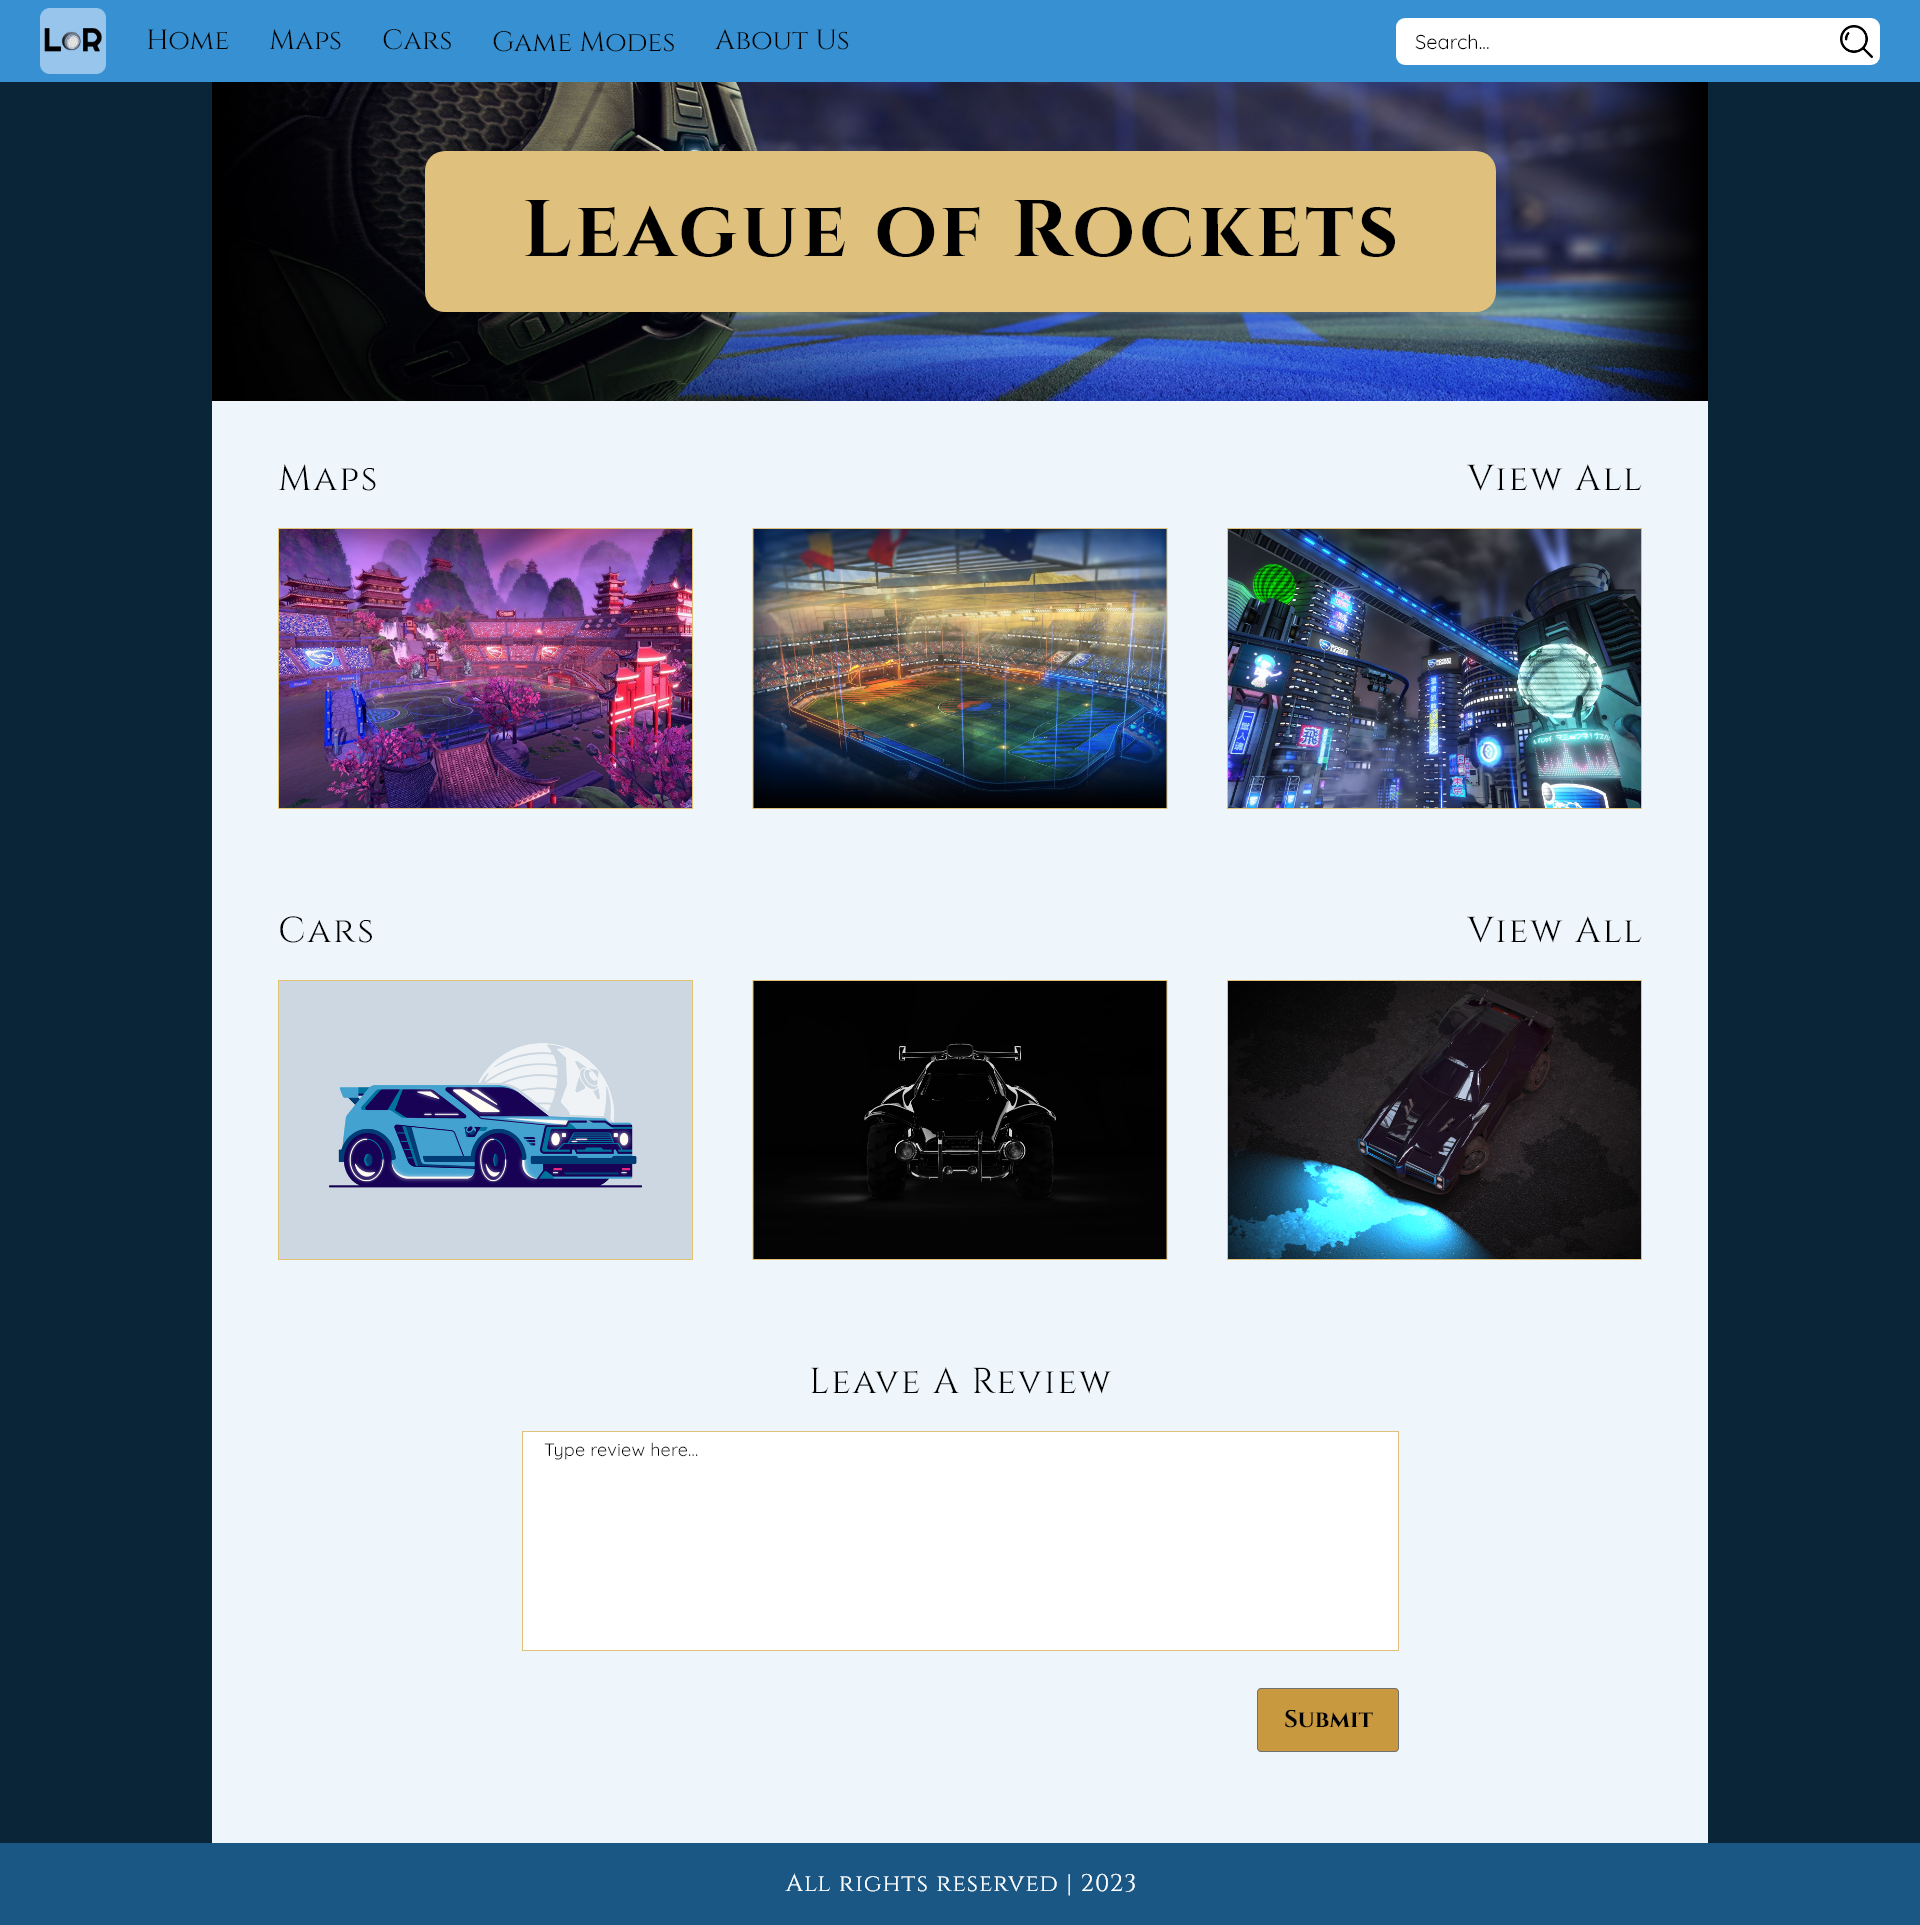 LoR
Home
Maps
Cars
Game Modes
About Us
Search...
League of Rockets
Maps
View All
飛
Cars
View All
Leave A Review
Type review here...
Submit
All rights reserved | 2023